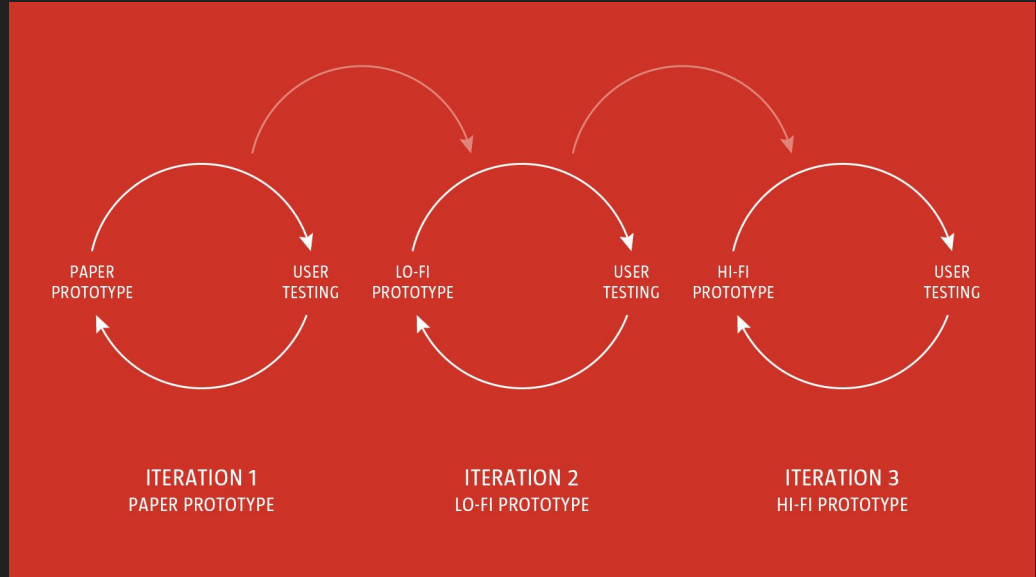 PAPER
PROTOTYPE
USER
TESTING
LO-FI
PROTOTYPE
USER
TESTING
HI-FI
PROTOTYPE
USER
TESTING
ITERATION 1
PAPER PROTOTYPE
ITERATION 2
LO-FI PROTOTYPE
ITERATION 3
HI-FI PROTOTYPE